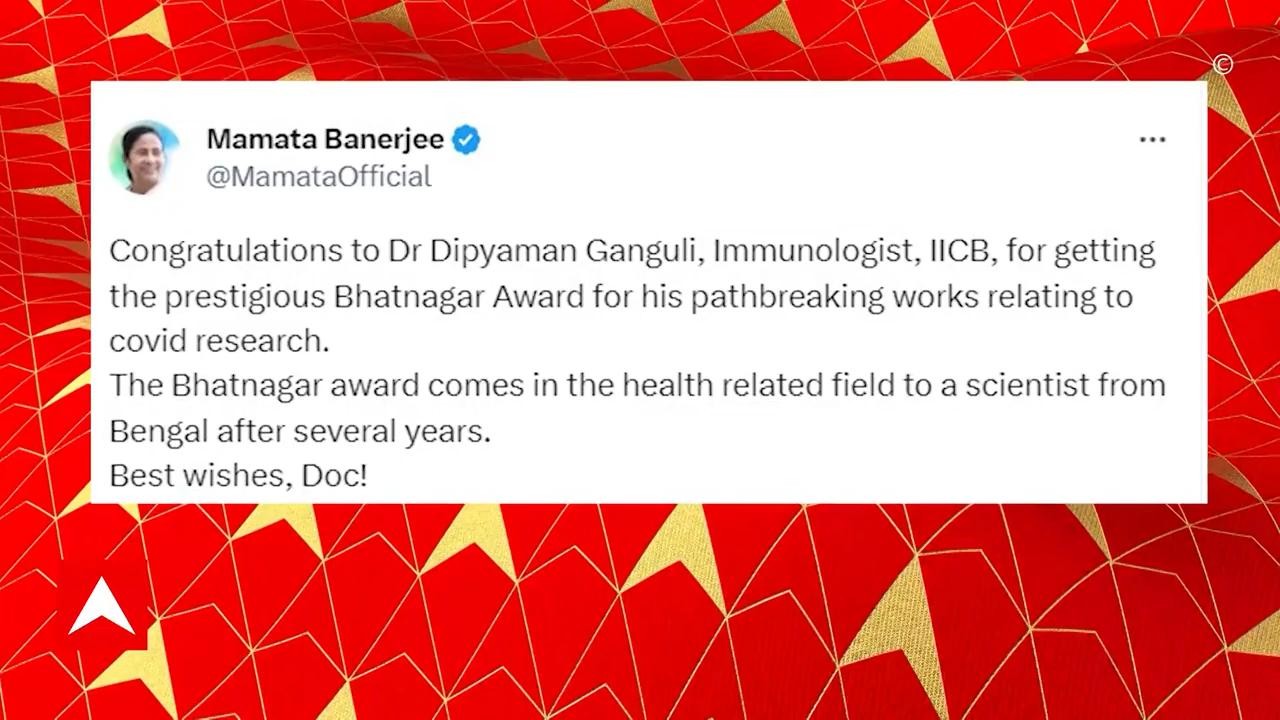 ©
Mamata Banerjee
@MamataOfficial
Congratulations to Dr Dipyaman Ganguli, Immunologist, IICB, for getting
the prestigious Bhatnagar Award for his pathbreaking works relating to
covid research.
The Bhatnagar award comes in the health related field to a scientist from
Bengal after several years.
Best wishes, Doc!